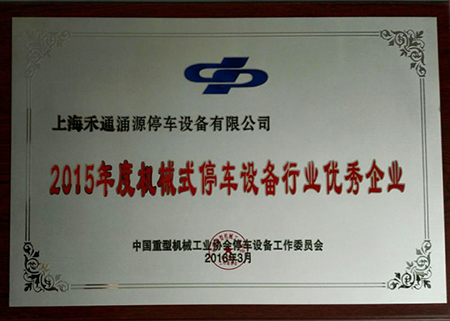 上海禾通涌源停车设备有限公司
2015年度机械式停车设备行业优秀企业
中国重型机械工业协会停车设备工作委员会
2016年3月